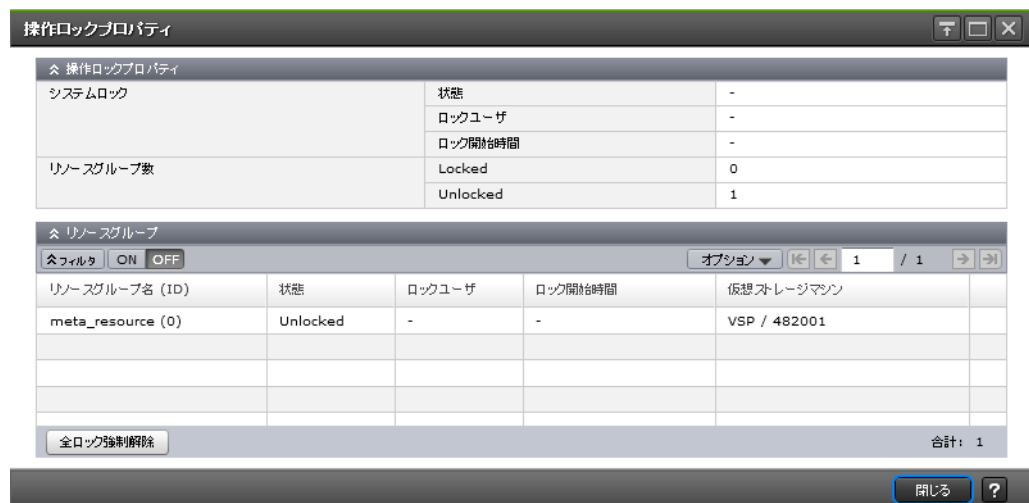 操作ロックプロパティ
操作ロックプロパティ
システムロック 状態 -
ロックユーザ -
ロック開始時間 -
リソースグループ数 Locked 0
Unlocked 1
リソースグループ
フィルタ ON OFF オプション 1 / 1
リソースグループ名 (ID) 状態 ロックユーザ ロック開始時間 仮想ストレージマシン
meta_resource (0) Unlocked - - VSP / 482001
全ロック強制解除 合計: 1
閉じる ?